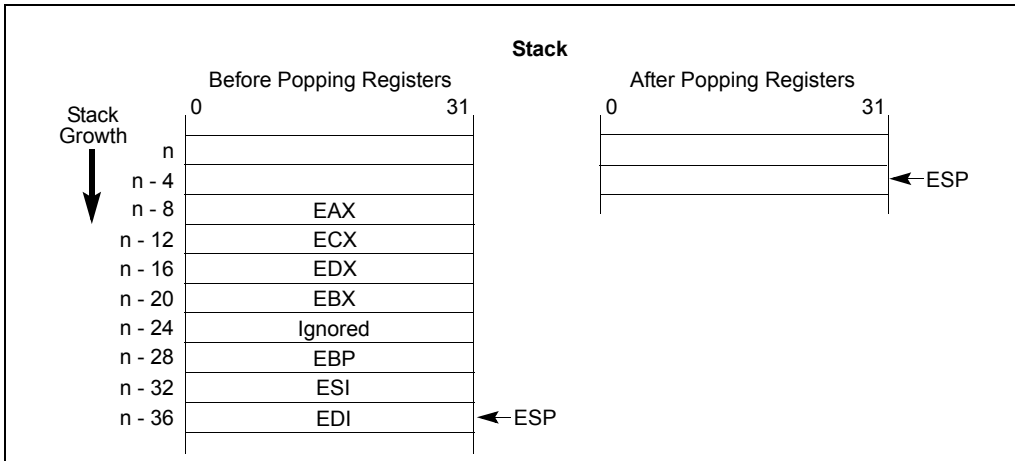 Stack
Before Popping Registers
After Popping Registers
0 31
0 31
Stack
Growth
n
n - 4
ESP
n - 8 EAX
n - 12 ECX
n - 16 EDX
n - 20 EBX
n - 24 Ignored
n - 28 EBP
n - 32 ESI
n - 36 EDI ESP